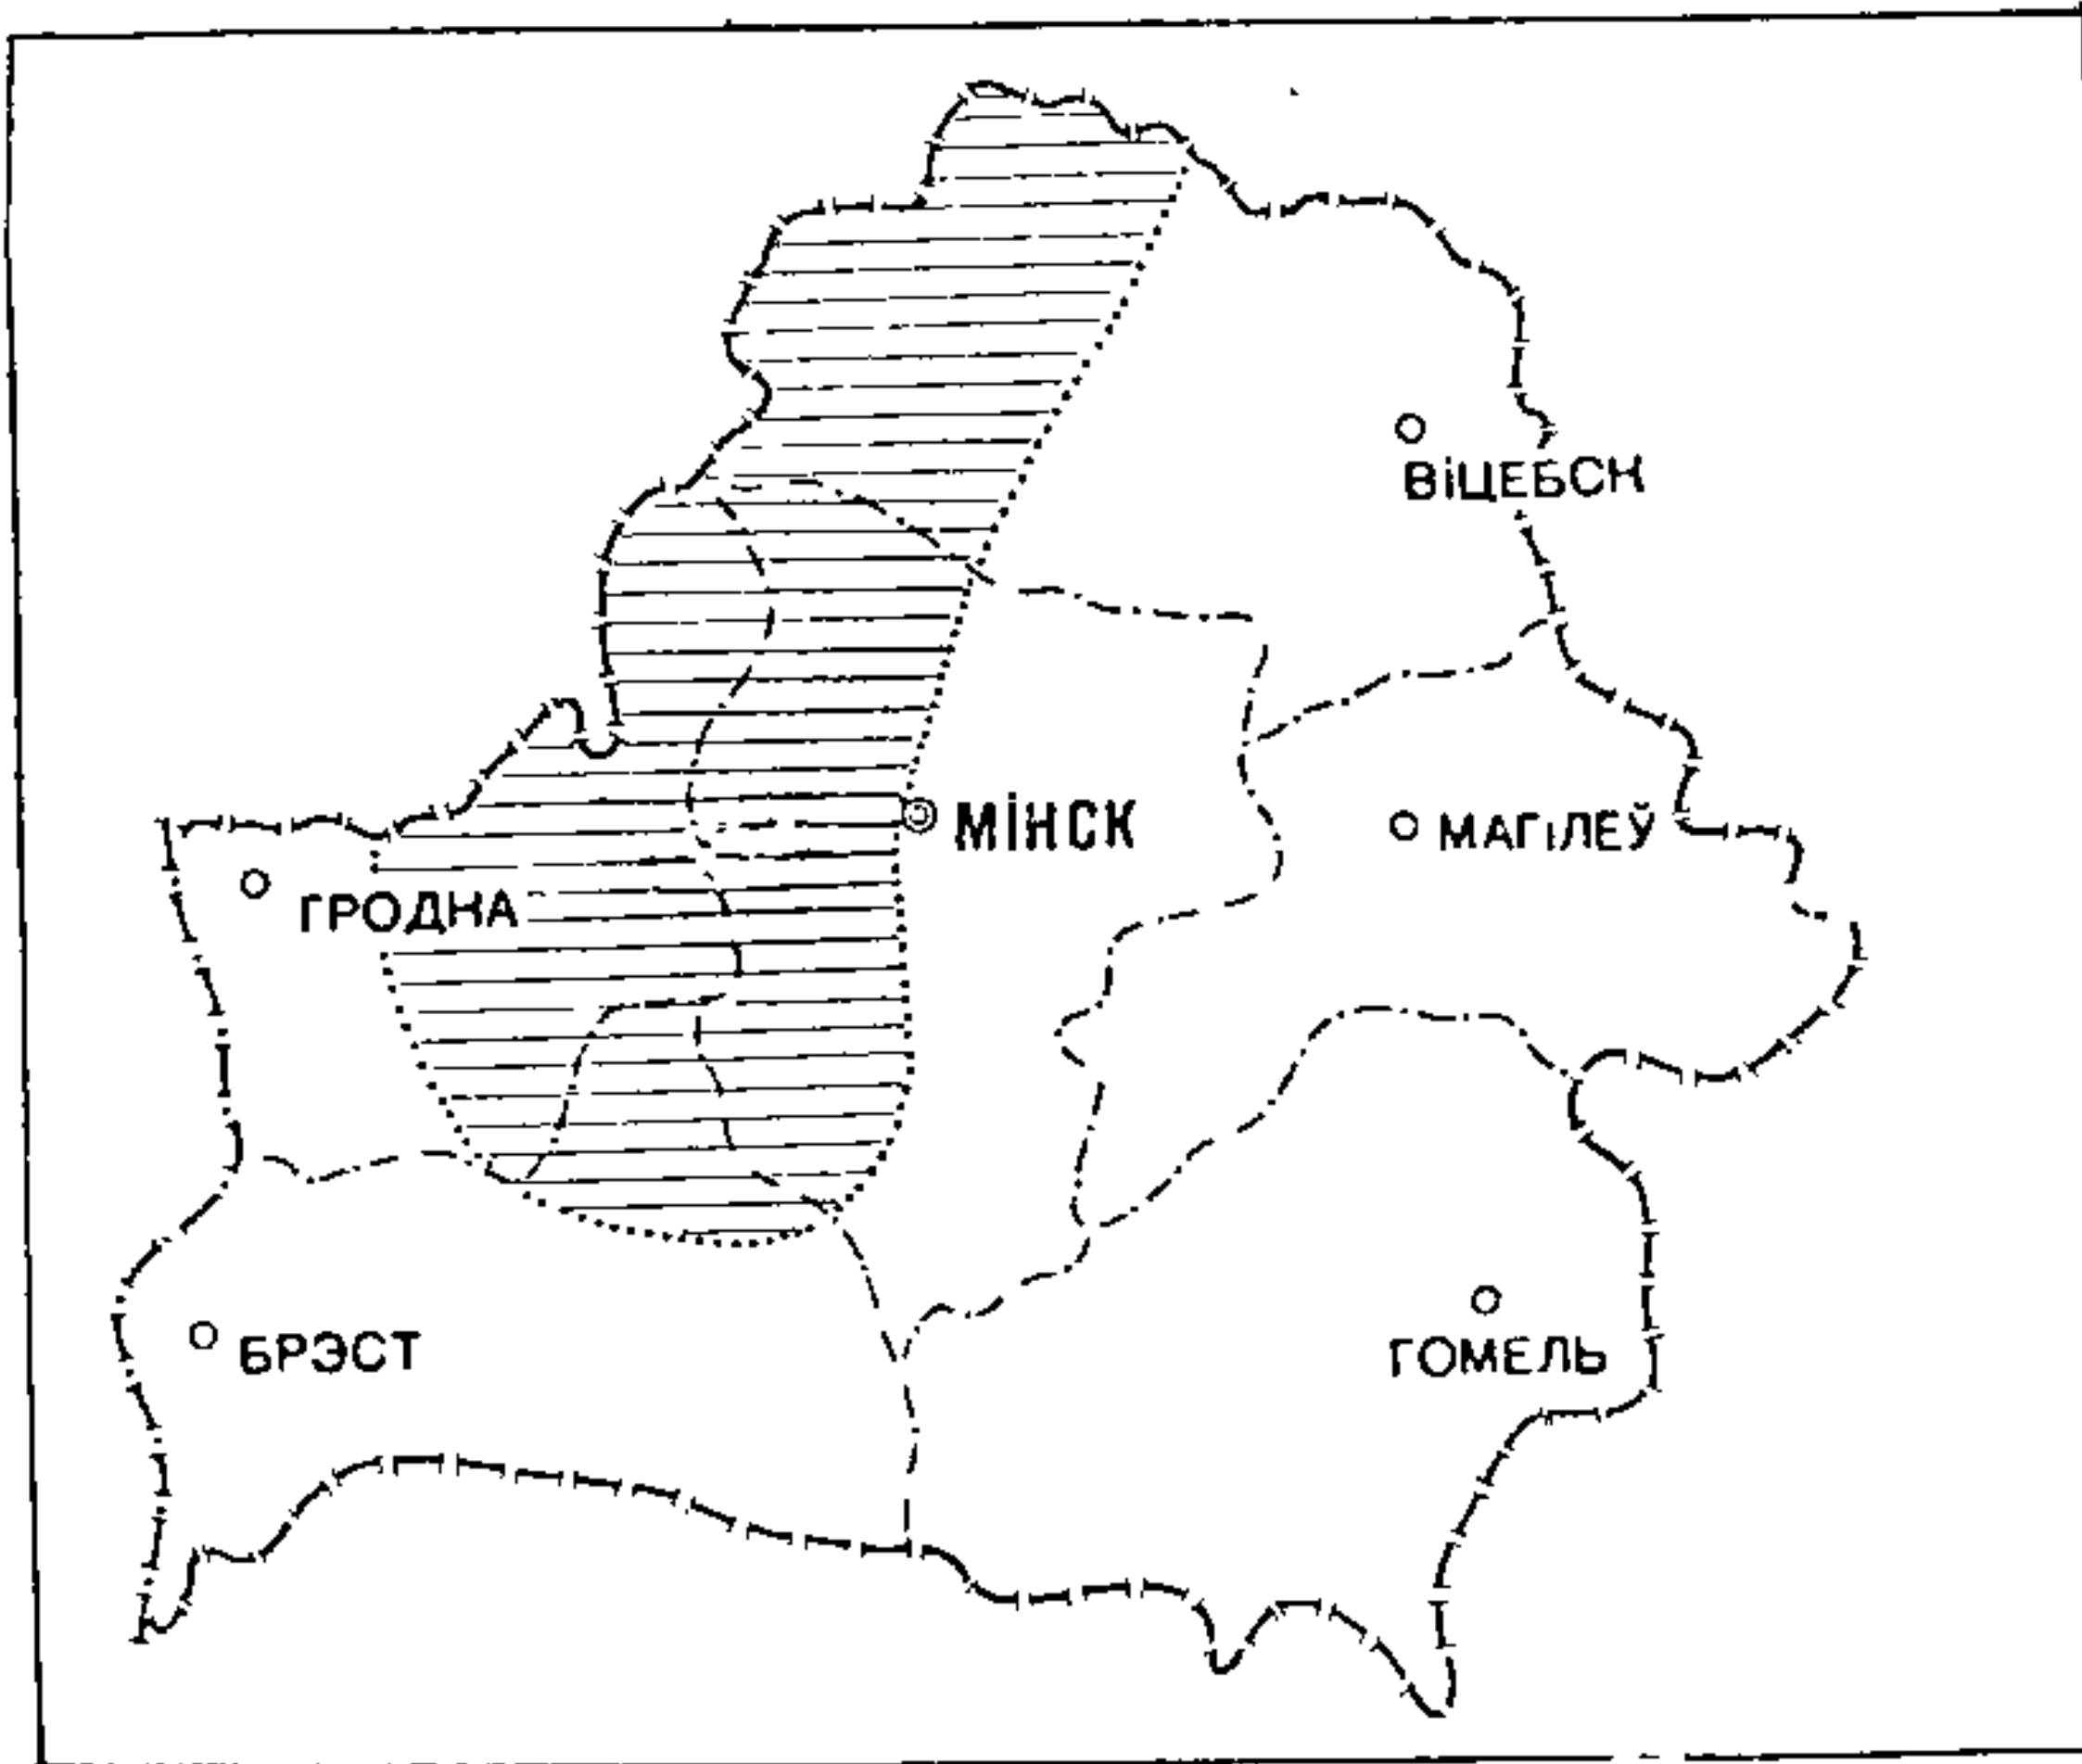 ВІЦЕБСК
МІНСК
МАГІЛЕЎ
ГРОДНА
БРЭСТ
ГОМЕЛЬ